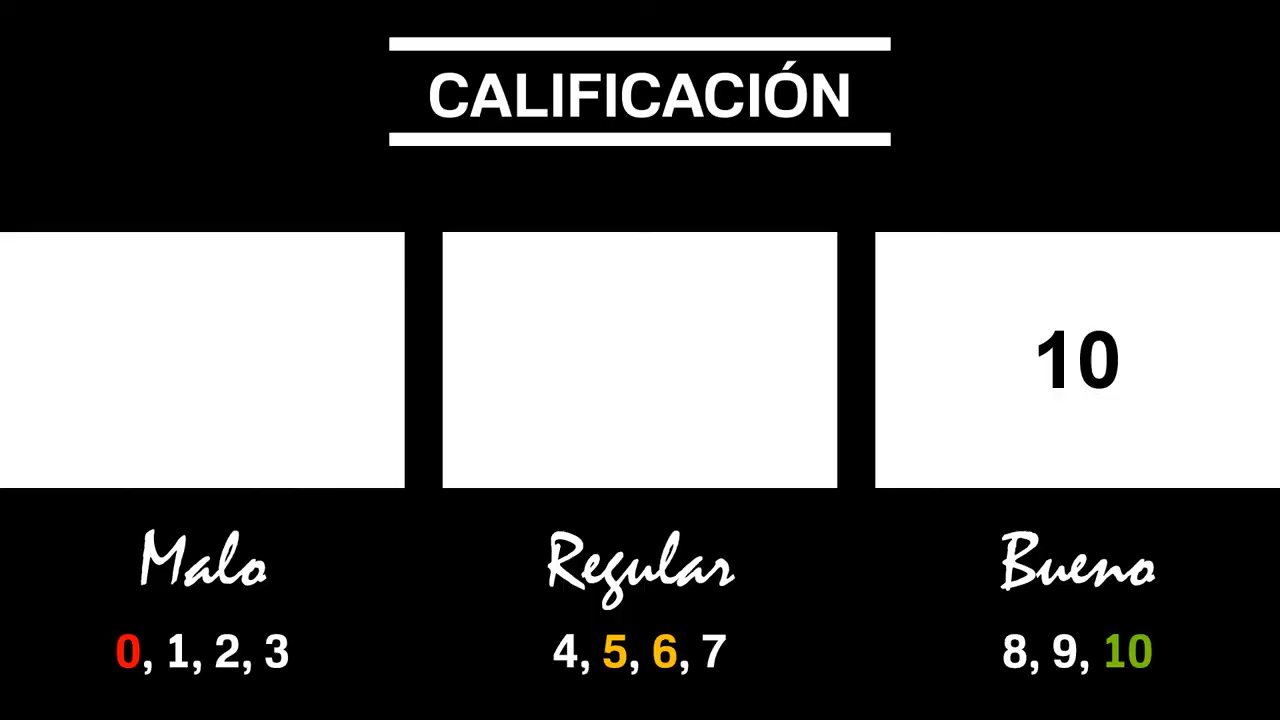 CALIFICACIÓN
10
Malo
Regular
Bueno
0, 1, 2, 3
4, 5, 6, 7
8, 9, 10